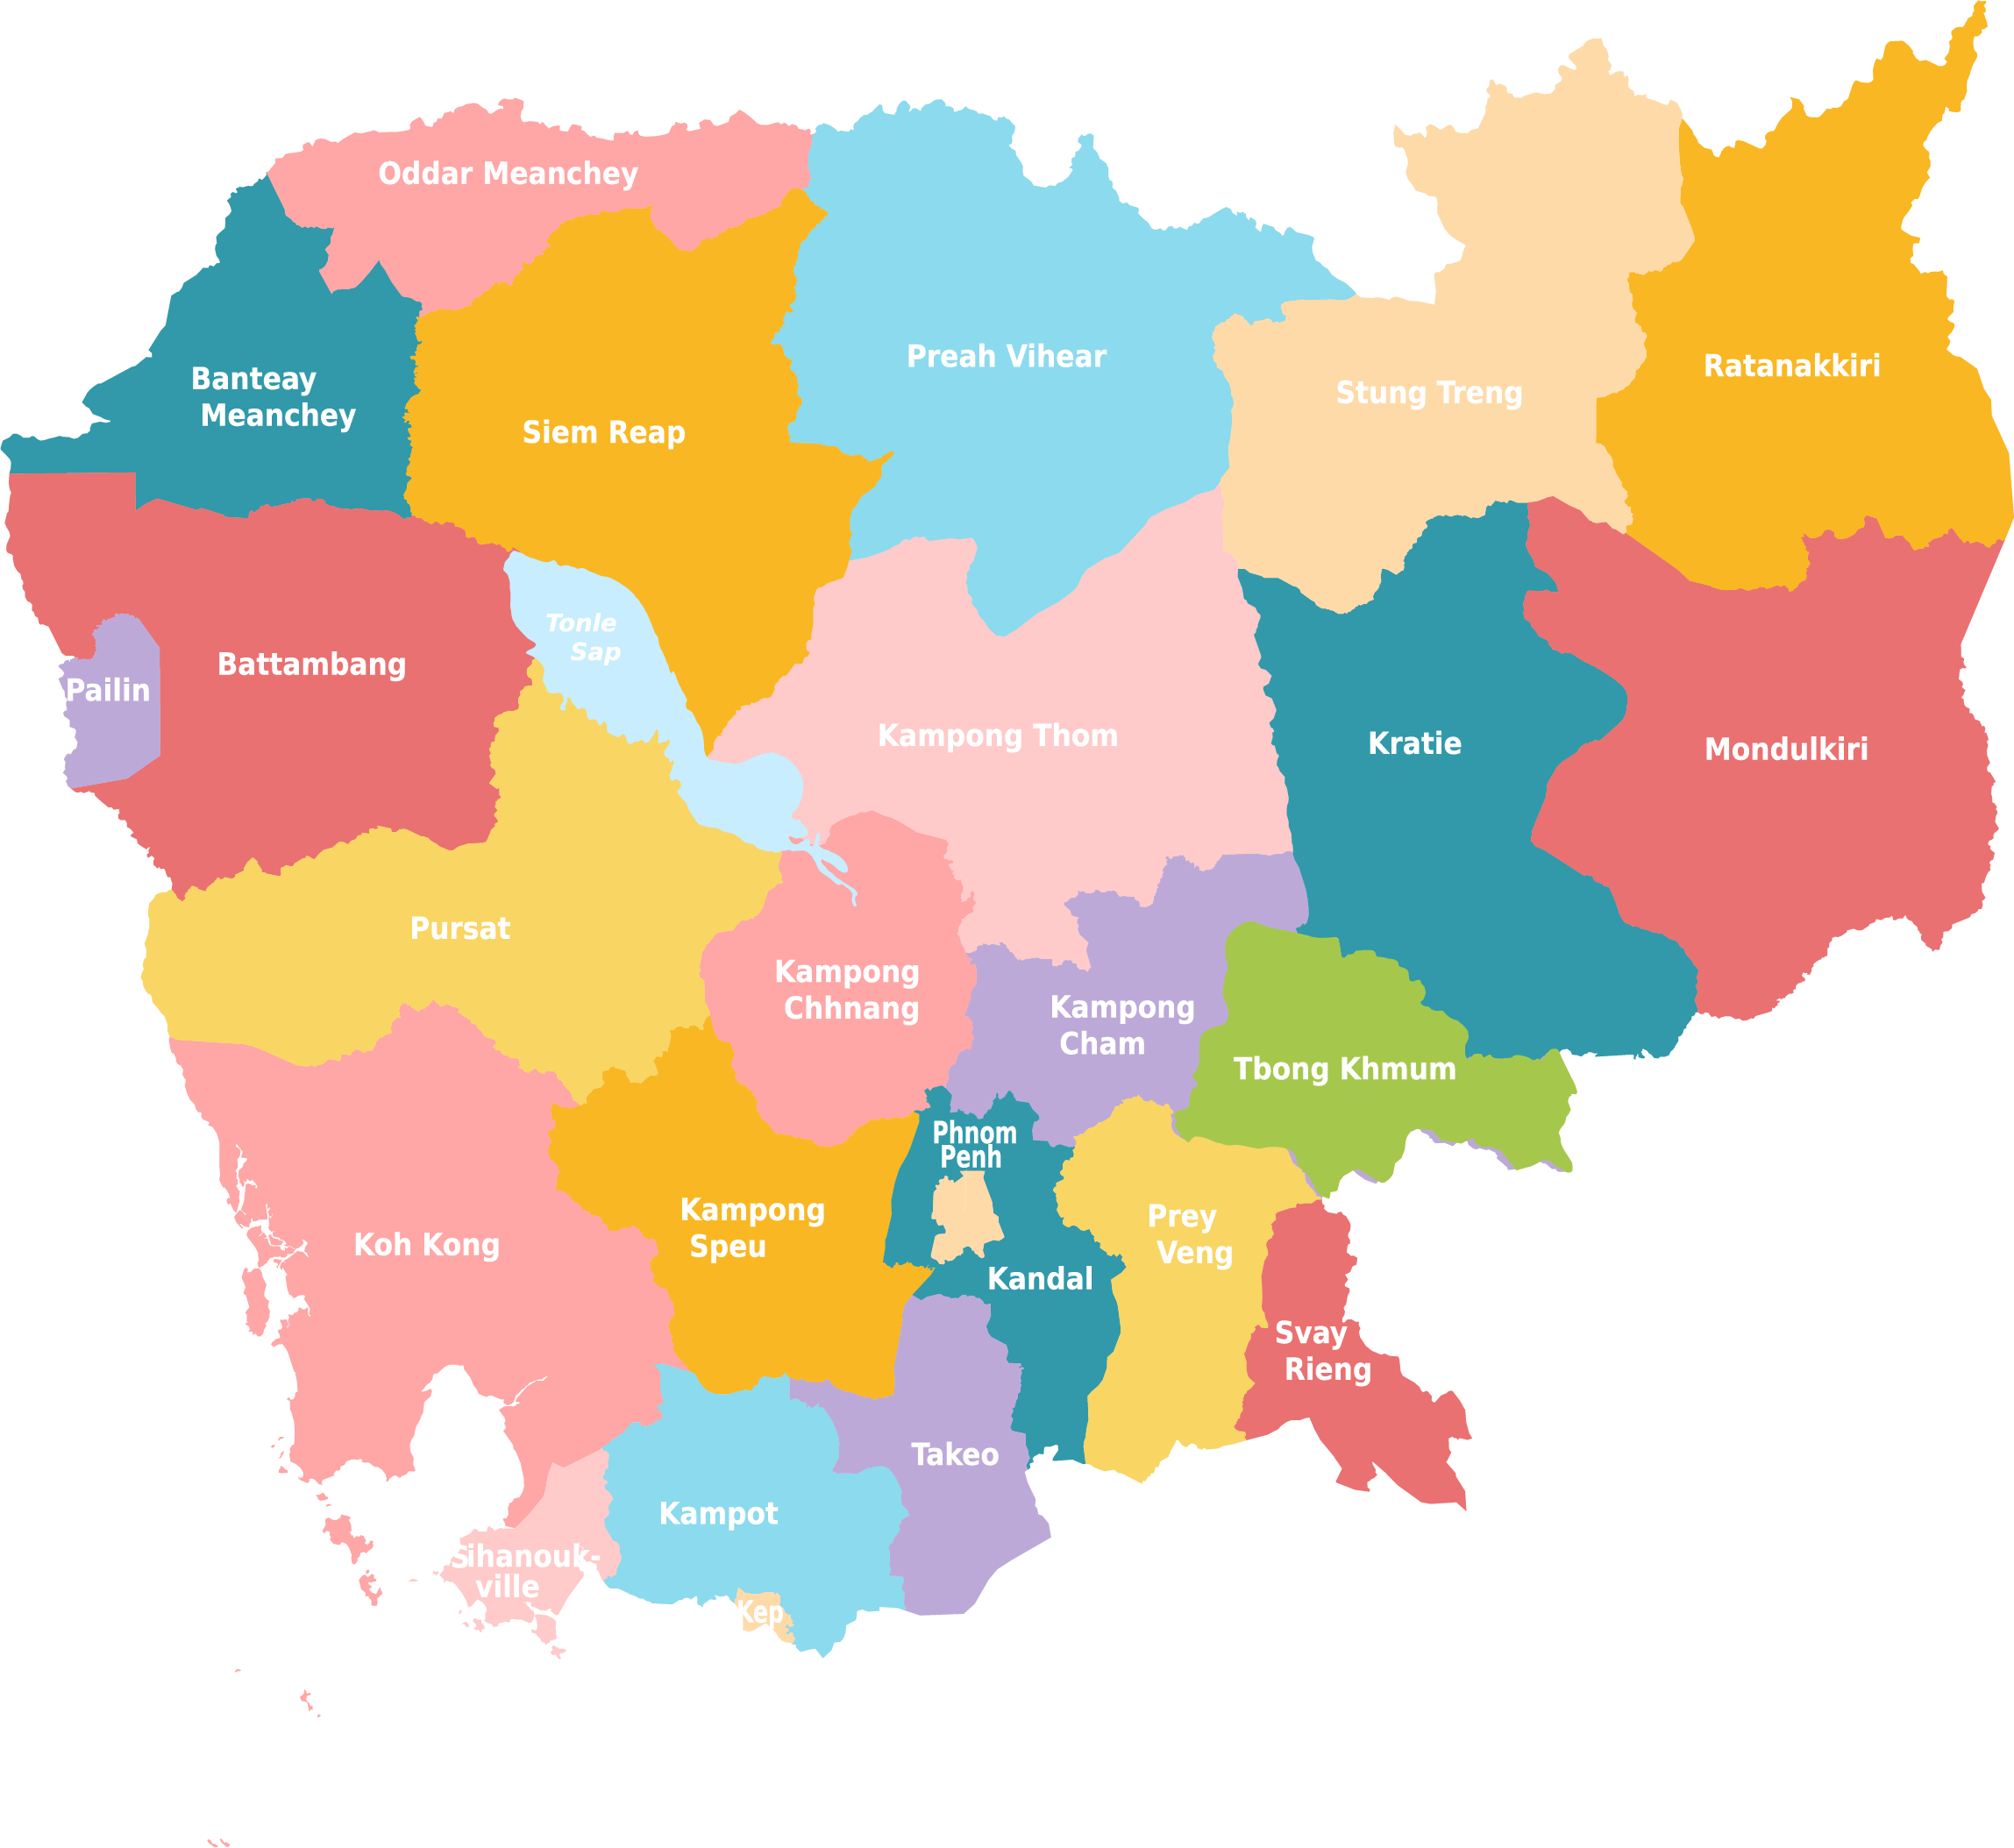 Oddar Meanchey
Banteay
Meanchey
Siem Reap
Preah Vihear
Stung Treng
Ratanakkiri
Battambang
Pailin
Tonle
Sap
Kampong Thom
Kratie
Mondulkiri
Pursat
Kampong
Chhnang
Kampong
Cham
Tbong Khmum
Phnom
Penh
Koh Kong
Kampong
Speu
Kandal
Prey
Veng
Svay
Rieng
Takeo
Kampot
Sihanouk-
ville
Kep